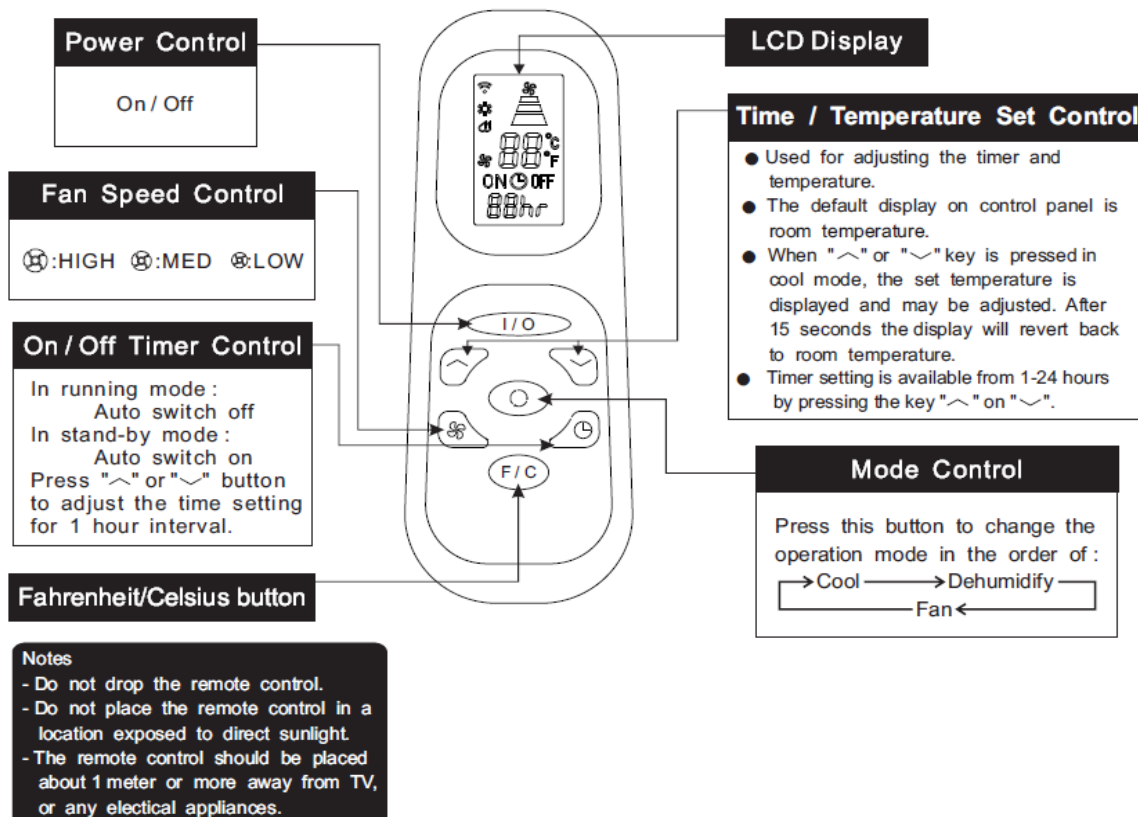 Power Control
On / Off
Fan Speed Control
:HIGH :MED :LOW
On / Off Timer Control
In running mode :
Auto switch off
In stand-by mode :
Auto switch on
Press "︿" or "﹀" button
to adjust the time setting
for 1 hour interval.
Fahrenheit/Celsius button
Notes
- Do not drop the remote control.
- Do not place the remote control in a
location exposed to direct sunlight.
- The remote control should be placed
about 1 meter or more away from TV,
or any electical appliances.
88 °C
°F
ON OFF
88hr
I / O
F / C
LCD Display
Time / Temperature Set Control
● Used for adjusting the timer and
temperature.
● The default display on control panel is
room temperature.
● When "︿" or "﹀" key is pressed in
cool mode, the set temperature is
displayed and may be adjusted. After
15 seconds the display will revert back
to room temperature.
● Timer setting is available from 1-24 hours
by pressing the key "︿" on "﹀".
Mode Control
Press this button to change the
operation mode in the order of :
Cool Dehumidify
Fan